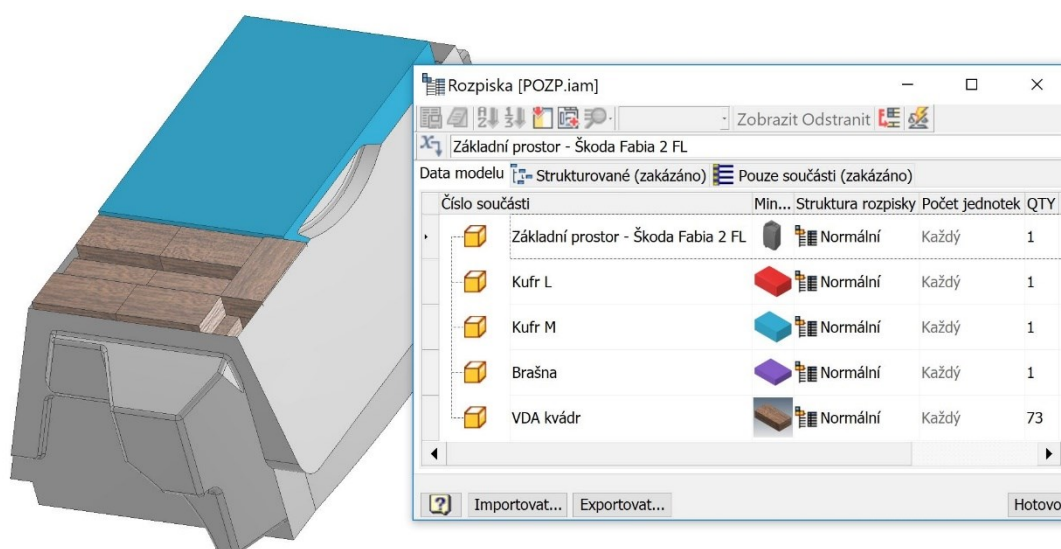 Rozpiska [POZP.iam]
Zobrazit Odstranit
Základní prostor - Škoda Fabia 2 FL
Data modelu Strukturované (zakázáno) Pouze součásti (zakázáno)
Číslo součásti Min... Struktura rozpisky Počet jednotek QTY
Základní prostor - Škoda Fabia 2 FL Normální Každý 1
Kufr L Normální Každý 1
Kufr M Normální Každý 1
Brašna Normální Každý 1
VDA kvádr Normální Každý 73
Importovat... Exportovat... Hotovo